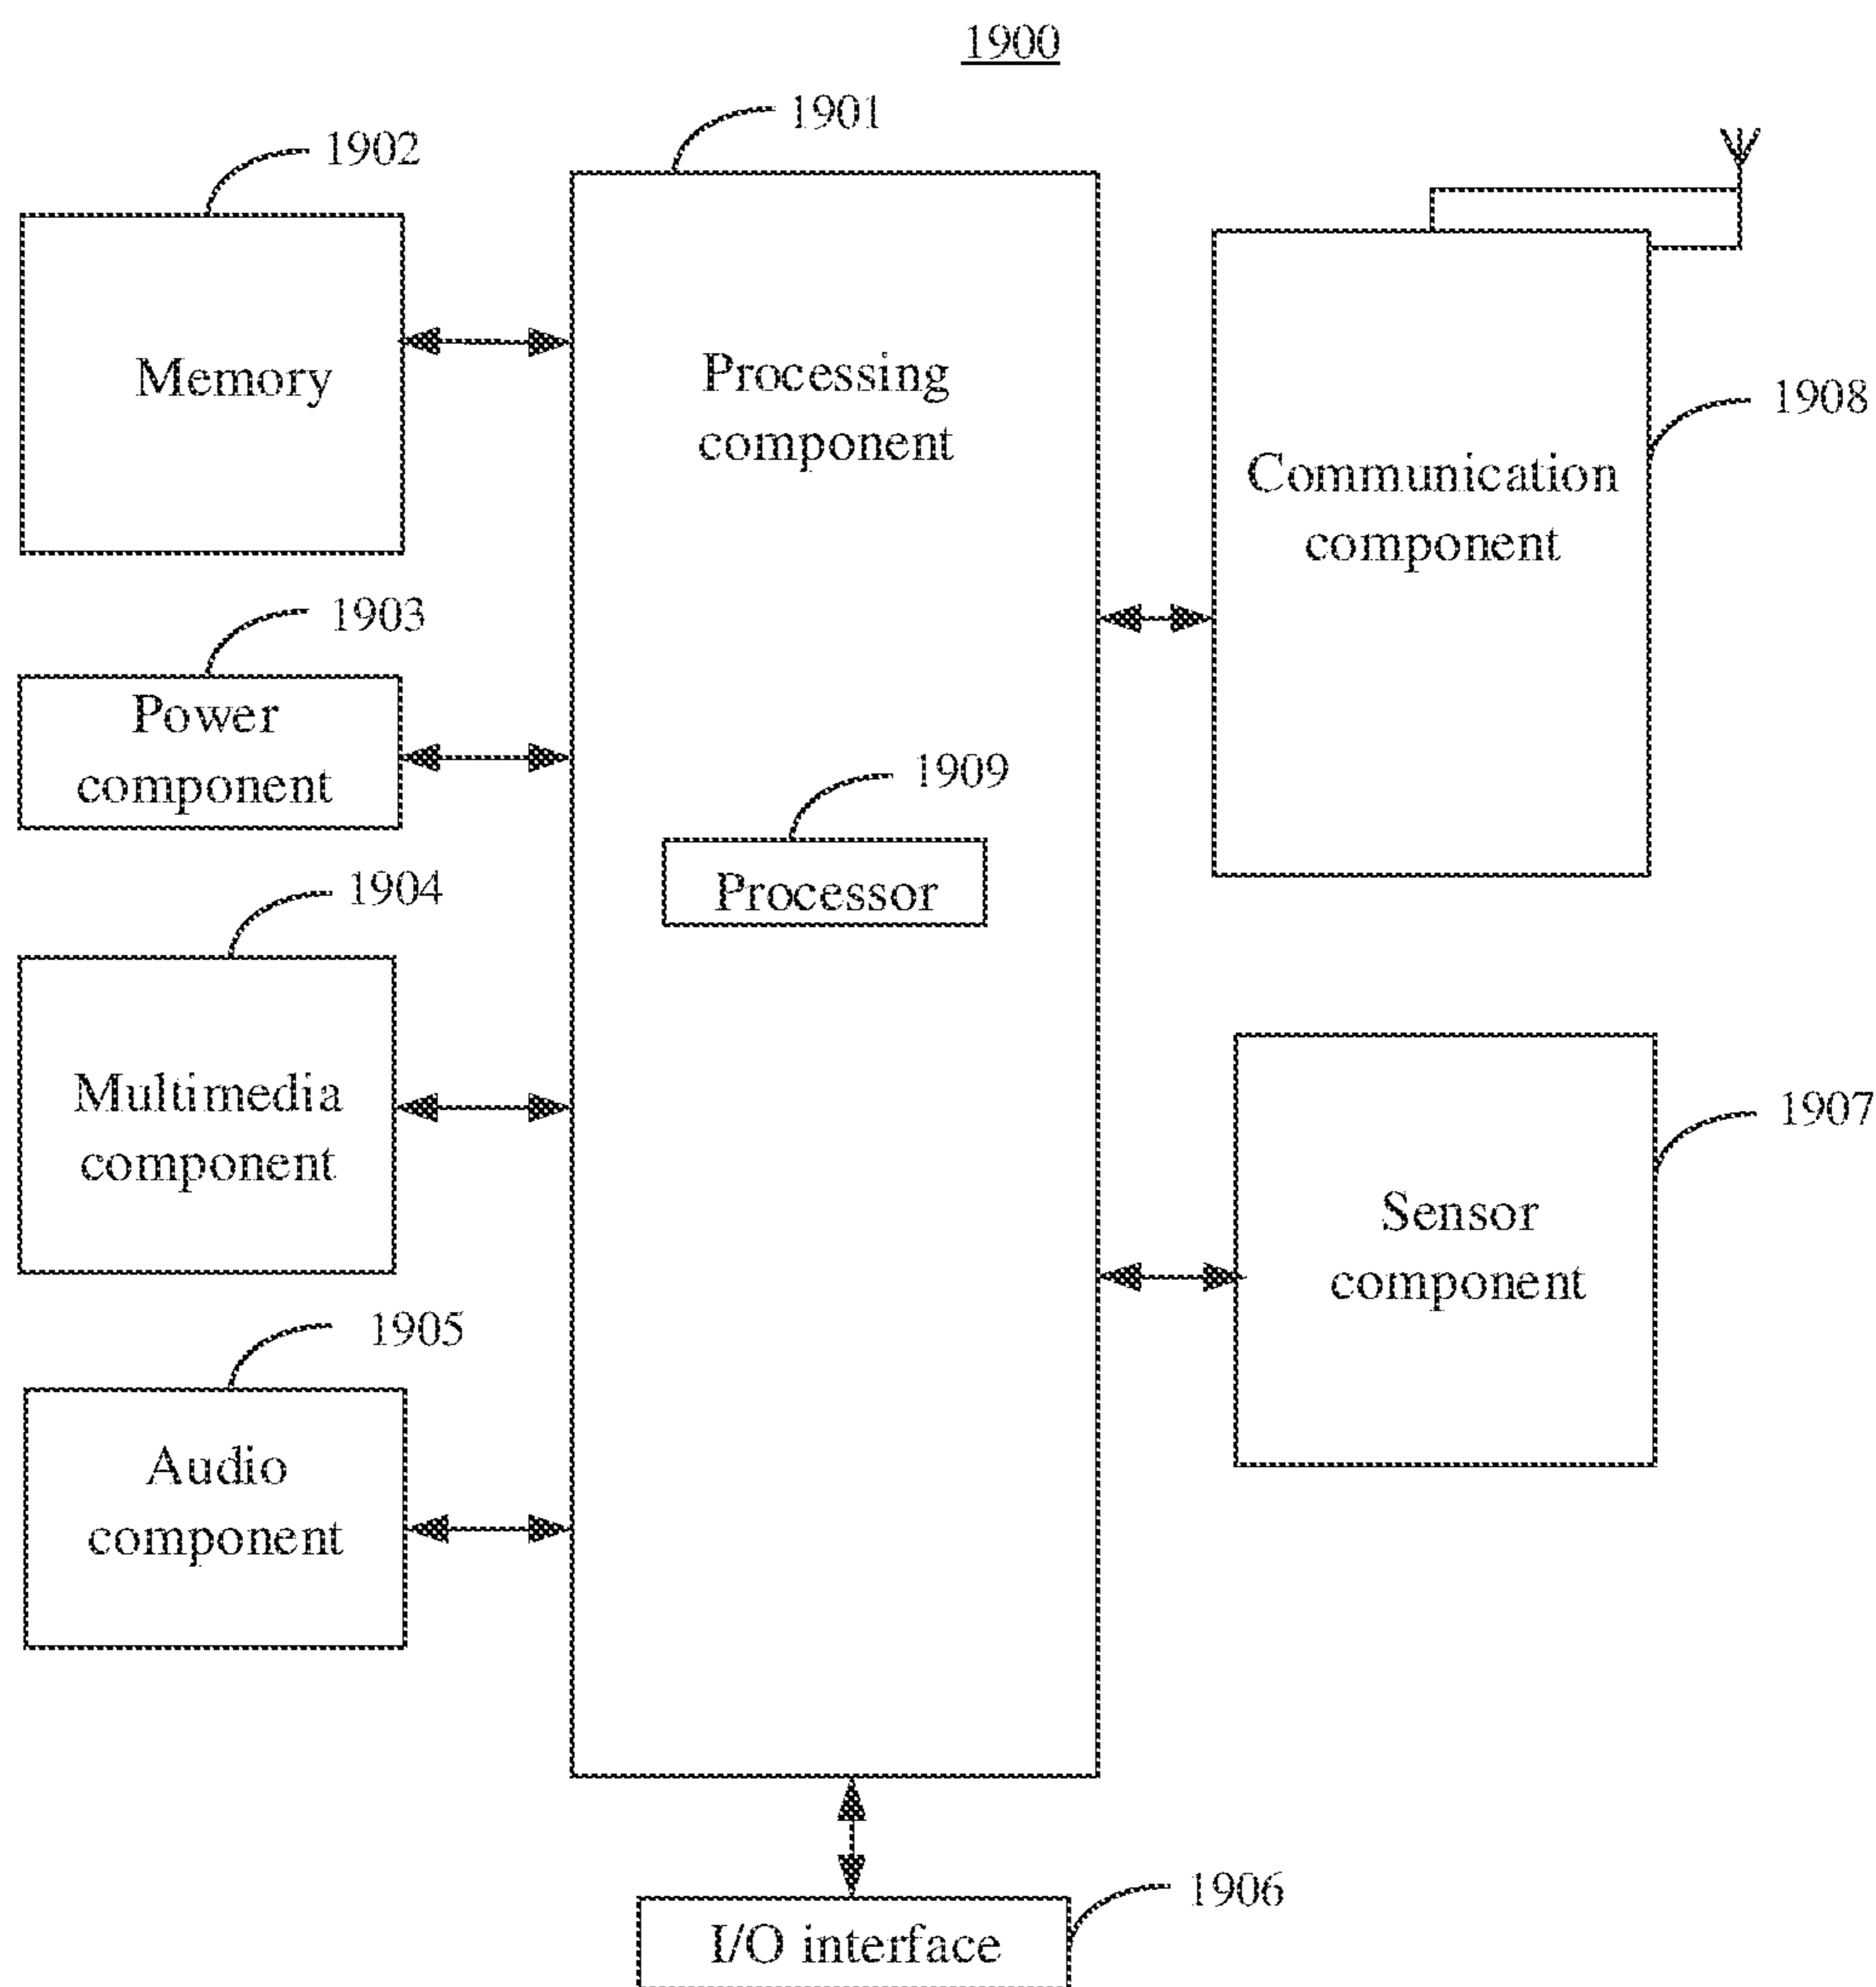 1900
1901
1902
Memory
Processing
component
1908
Communication
component
1903
Power
component
1909
Processor
1904
Multimedia
component
1907
Sensor
component
1905
Audio
component
1906
I/O interface